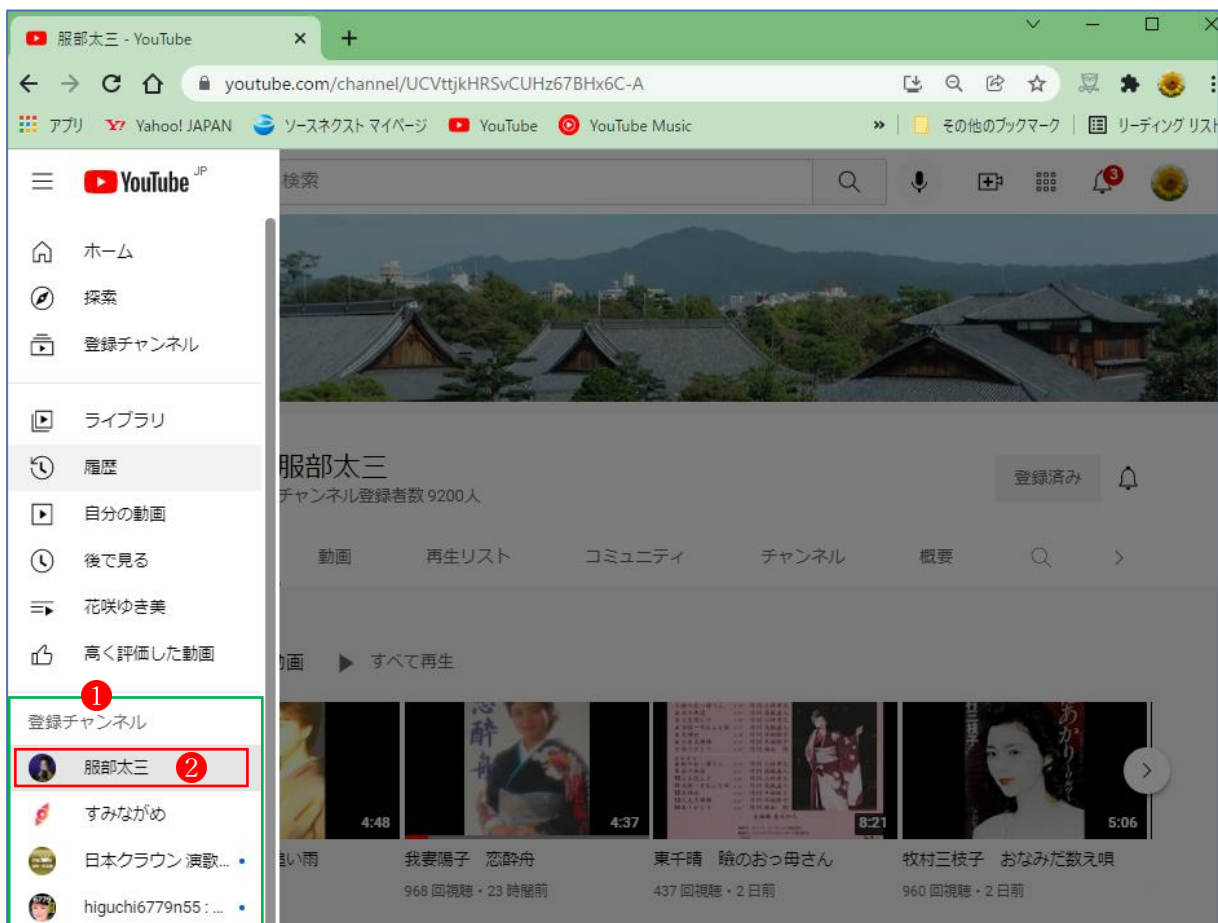 服部太三 - YouTube
youtube.com/channel/UCVttjkHRSvCUHz67BHx6C-A
アプリ Yahoo! JAPAN ソースネクスト マイページ YouTube YouTube Music » その他のブックマーク リーディング リスト
YouTube JP
検索
3
ホーム
探索
登録チャンネル
ライブラリ
履歴
自分の動画
後で見る
花咲ゆき美
高く評価した動画
1
登録チャンネル
服部太三 2
すみながめ
日本クラウン 演歌...
higuchi6779n55 : ...
服部太三
チャンネル登録者数 9200人
登録済み
動画 再生リスト コミュニティ チャンネル 概要
動画 ▶ すべて再生
4:48
恋酔舟
4:37
8:21
5:06
い雨
我妻陽子 恋酔舟
968 回視聴・23 時間前
東千晴 瞼のおっ母さん
437 回視聴・2 日前
牧村三枝子 おなみだ数え唄
960 回視聴・2 日前